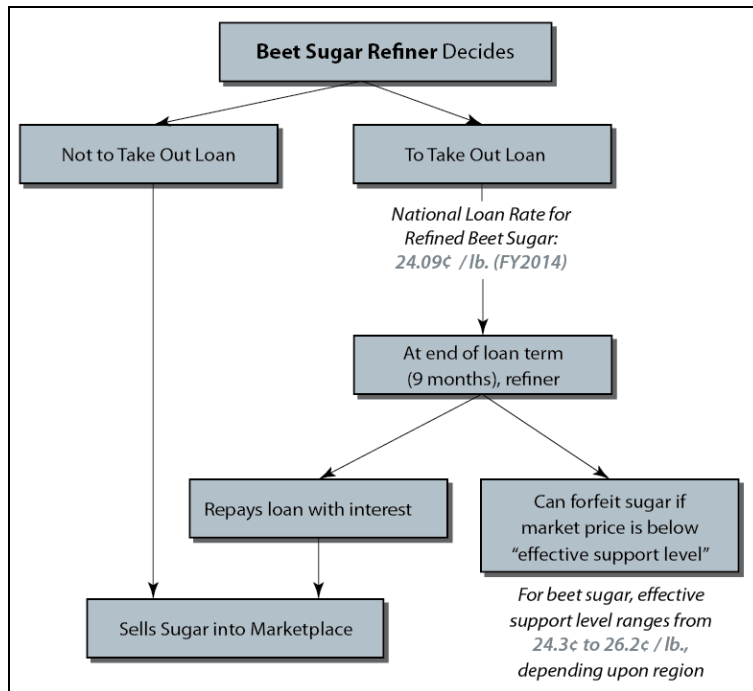 Beet Sugar Refiner Decides
Not to Take Out Loan
To Take Out Loan
National Loan Rate for
Refined Beet Sugar:
24.09¢ / lb. (FY2014)
At end of loan term
(9 months), refiner
Repays loan with interest
Can forfeit sugar if
market price is below
“effective support level”
Sells Sugar into Marketplace
For beet sugar, effective
support level ranges from
24.3¢ to 26.2¢ / lb.,
depending upon region